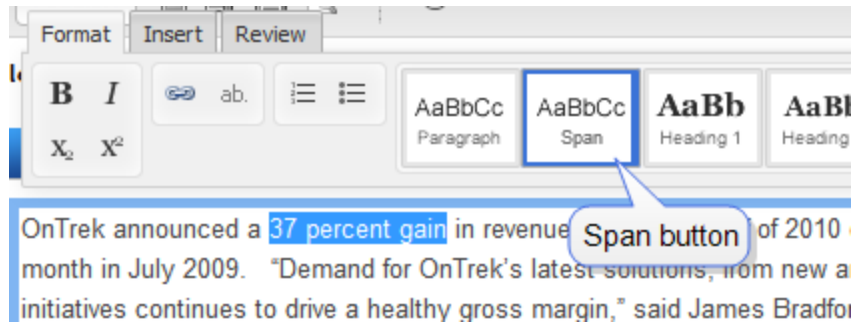 Format Insert Review
B I ab.
X₂ X²
AaBbCc AaBbCc AaBb
Paragraph Span Heading 1 Heading
Span button
OnTrek announced a 37 percent gain in revenue of 2010
month in July 2009. “Demand for OnTrek’s latest solutions, from new
initiatives continues to drive a healthy gross margin,” said James